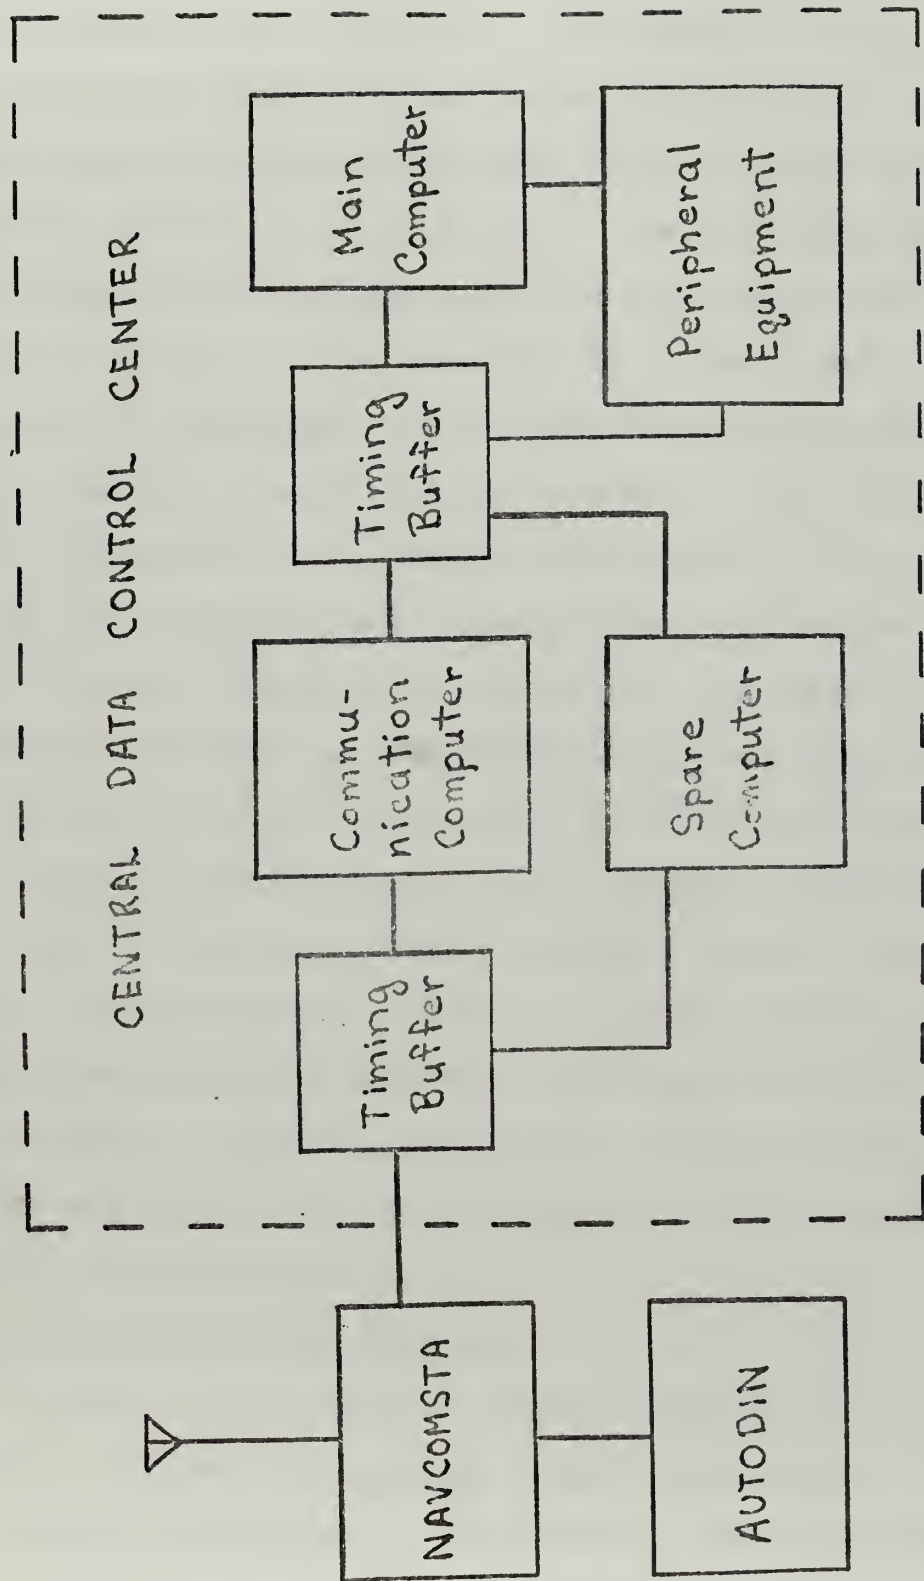 CENTRAL DATA CONTROL CENTER
NAVCOMSTA
AUTODIN
Timing
Buffer
Commu-
nication
Computer
Spare
Computer
Timing
Buffer
Main
Computer
Peripheral
Equipment